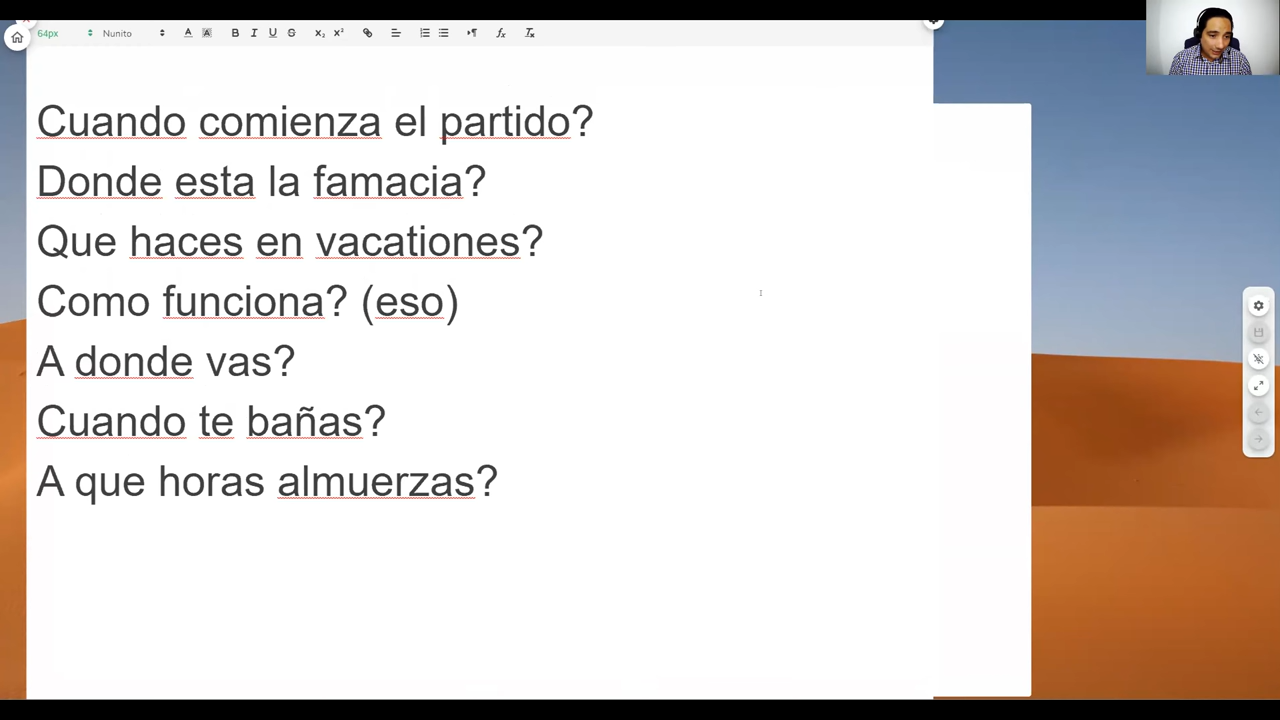 64px Nunito
Cuando comienza el partido?
Donde esta la famacia?
Que haces en vacationes?
Como funciona? (eso)
A donde vas?
Cuando te bañas?
A que horas almuerzas?